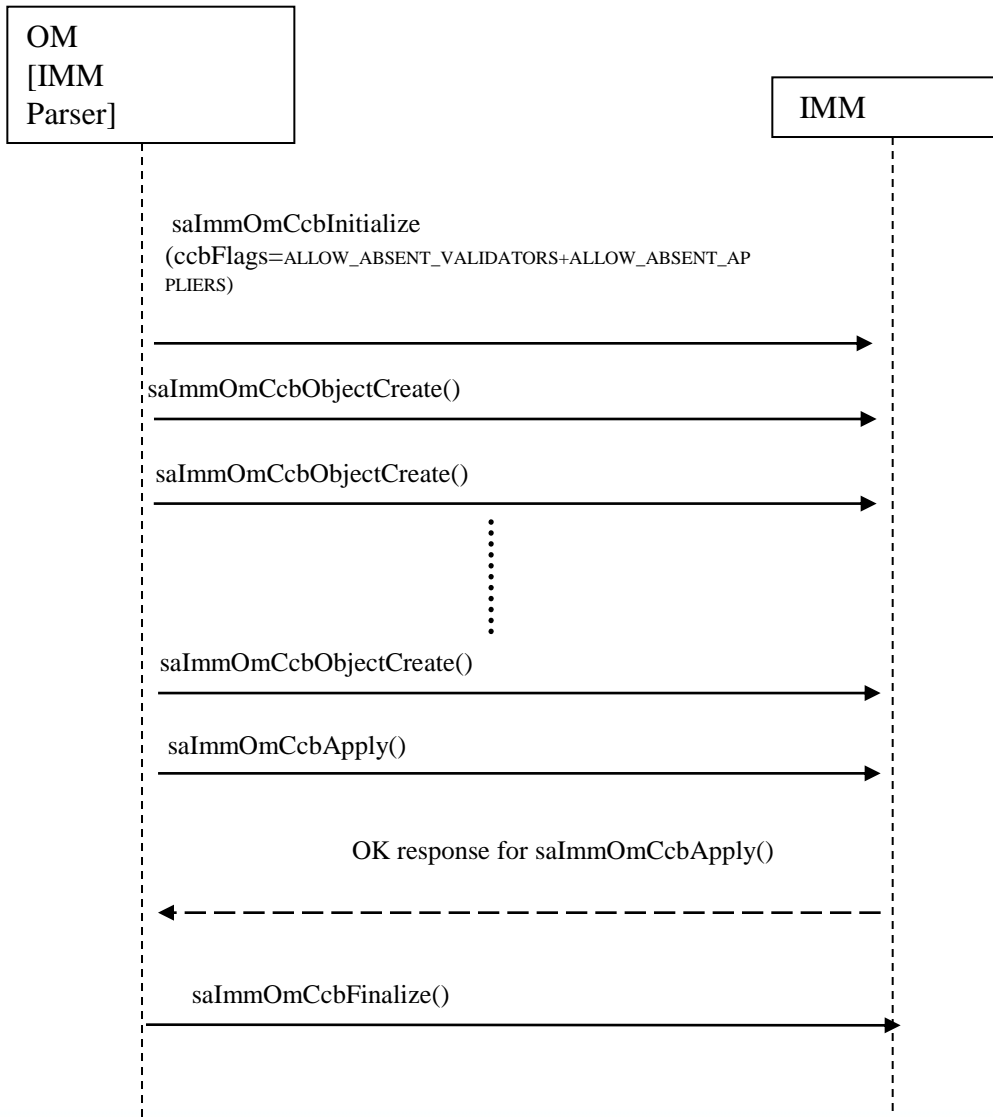 OM
[IMM
Parser]
IMM
saImmOmCcbInitialize
(ccbFlags=ALLOW_ABSENT_VALIDATORS+ALLOW_ABSENT_AP
PLIERS)
saImmOmCcbObjectCreate()
saImmOmCcbObjectCreate()
saImmOmCcbObjectCreate()
saImmOmCcbApply()
OK response for saImmOmCcbApply()
saImmOmCcbFinalize()